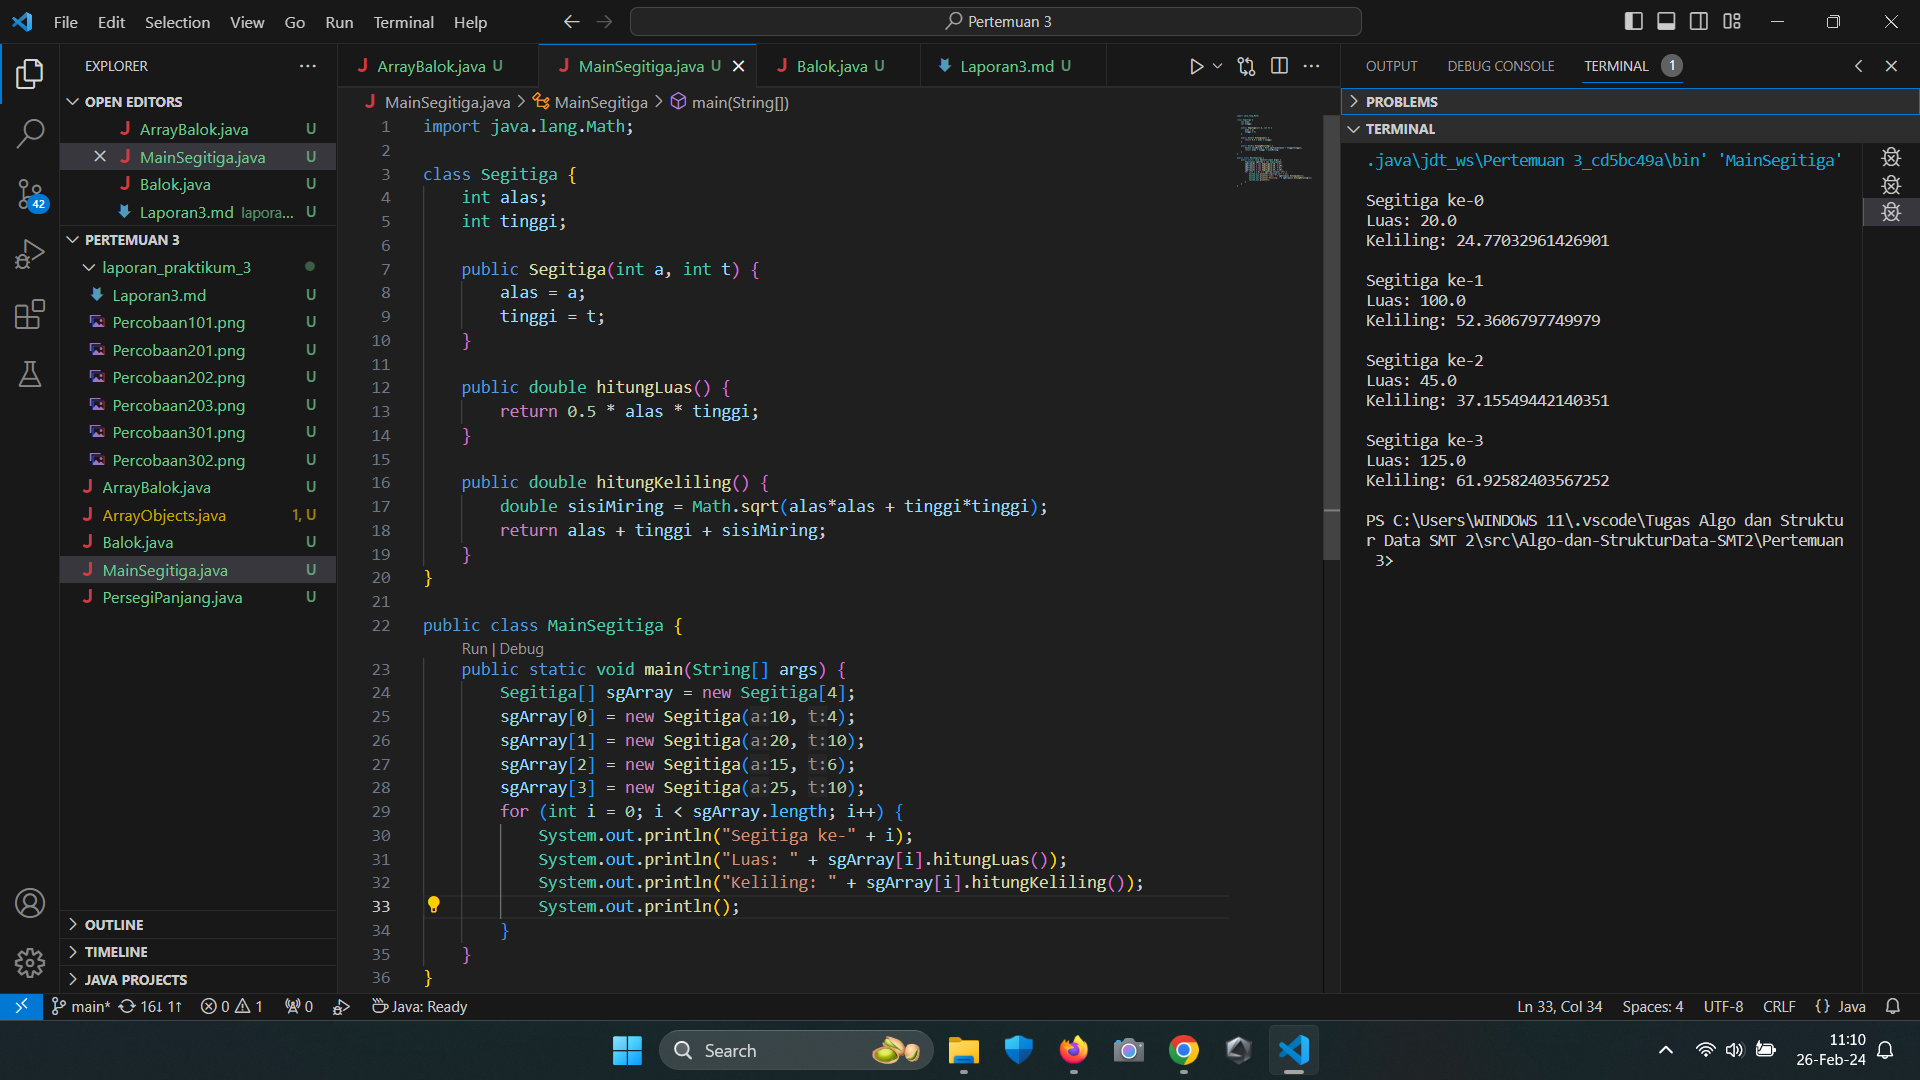 File Edit Selection View Go Run Terminal Help
Pertemuan 3
EXPLORER
OPEN EDITORS
ArrayBalok.java U
MainSegitiga.java U
Balok.java U
Laporan3.md lapora... U
PERTEMUAN 3
laporan_praktikum_3
Laporan3.md U
Percobaan101.png U
Percobaan201.png U
Percobaan202.png U
Percobaan203.png U
Percobaan301.png U
Percobaan302.png U
ArrayBalok.java U
ArrayObjects.java 1, U
Balok.java U
MainSegitiga.java U
PersegiPanjang.java U
OUTLINE
TIMELINE
JAVA PROJECTS
42
ArrayBalok.java U MainSegitiga.java U Balok.java U Laporan3.md U
MainSegitiga.java > MainSegitiga > main(String[])
1 import java.lang.Math;
2
3 class Segitiga {
4 int alas;
5 int tinggi;
6
7 public Segitiga(int a, int t) {
8 alas = a;
9 tinggi = t;
10 }
11
12 public double hitungLuas() {
13 return 0.5 * alas * tinggi;
14 }
15
16 public double hitungKeliling() {
17 double sisiMiring = Math.sqrt(alas*alas + tinggi*tinggi);
18 return alas + tinggi + sisiMiring;
19 }
20 }
21
22 public class MainSegitiga {
Run | Debug
23 public static void main(String[] args) {
24 Segitiga[] sgArray = new Segitiga[4];
25 sgArray[0] = new Segitiga(a:10, t:4);
26 sgArray[1] = new Segitiga(a:20, t:10);
27 sgArray[2] = new Segitiga(a:15, t:6);
28 sgArray[3] = new Segitiga(a:25, t:10);
29 for (int i = 0; i < sgArray.length; i++) {
30 System.out.println("Segitiga ke-" + i);
31 System.out.println("Luas: " + sgArray[i].hitungLuas());
32 System.out.println("Keliling: " + sgArray[i].hitungKeliling());
33 System.out.println();
34 }
35 }
36 }
OUTPUT DEBUG CONSOLE TERMINAL 1
PROBLEMS
TERMINAL
.java\jdt_ws\Pertemuan 3_cd5bc49a\bin' 'MainSegitiga'
Segitiga ke-0
Luas: 20.0
Keliling: 24.77032961426901
Segitiga ke-1
Luas: 100.0
Keliling: 52.3606797749979
Segitiga ke-2
Luas: 45.0
Keliling: 37.15549442140351
Segitiga ke-3
Luas: 125.0
Keliling: 61.92582403567252
PS C:\Users\WINDOWS 11\.vscode\Tugas Algo dan Struktu
r Data SMT 2\src\Algo-dan-StrukturData-SMT2\Pertemuan
3>
main* 16↓ 1↑ 0 1 0 Java: Ready
Ln 33, Col 34 Spaces: 4 UTF-8 CRLF {} Java
Search
11:10
26-Feb-24